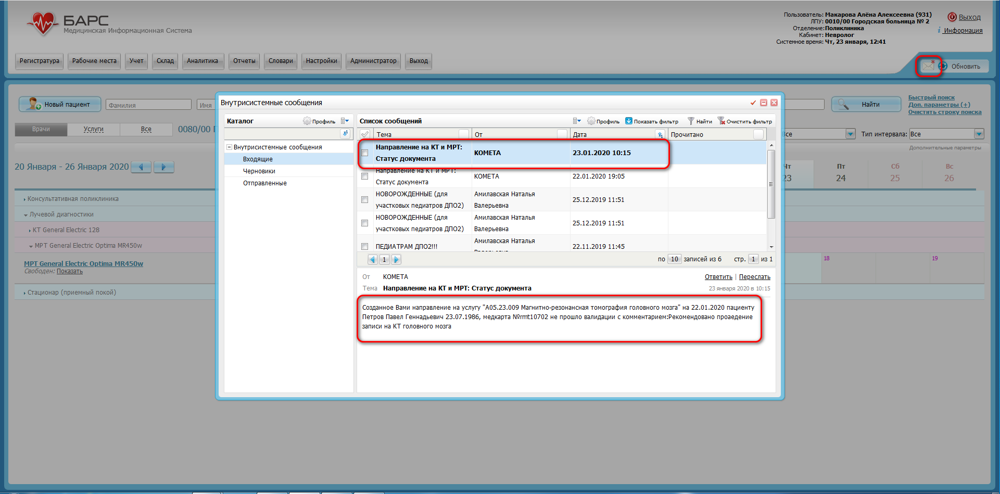 БАРС
Медицинская Информационная Система
Пользователь: Макарова Алёна Алексеевна (931)
ЛПУ: 0010/00 Городская больница № 2
Отделение: Поликлиника
Кабинет: Невролог
Системное время: Чт, 23 января, 12:41
Выход
Информация
Регистратура Рабочие места Учет Склад Аналитика Отчеты Словари Настройки Администратор Выход
Обновить
Новый пациент Фамилия Имя
Найти
Быстрый поиск
Доп. параметры (+)
Очистить строку поиска
Врачи Услуги Все 0080/00
Все Тип интервала: Все
Дополнительные параметры
20 Января - 26 Января 2020
Чт Пт Сб Вс
23 24 25 26
Консультативная поликлиника
Лучевой диагностики
КТ General Electric 128
МРТ General Electric Optima MR450w
МРТ General Electric Optima MR450w
Свободен: Показать
18 19
Стационар (приемный покой)
Внутрисистемные сообщения
Каталог Профиль
Внутрисистемные сообщения
Входящие
Черновики
Отправленные
Список сообщений Профиль Показать фильтр Найти Очистить фильтр
Тема От Дата Прочитано
Направление на КТ и МРТ:
Статус документа КОМЕТА 23.01.2020 10:15
Направление на КТ и МРТ:
Статус документа КОМЕТА 22.01.2020 19:05
НОВОРОЖДЕННЫЕ (для
участковых педиатров ДПО2) Амилавская Наталья
Валерьевна 25.12.2019 11:51
НОВОРОЖДЕННЫЕ (для
участковых педиатров ДПО2) Амилавская Наталья
Валерьевна 25.12.2019 11:51
ПЕДИАТРАМ ДПО2!!! Амилавская Наталья
22.11.2019 11:45
1 по 10 записей из 6 стр. 1 из 1
От КОМЕТА Ответить | Переслать
Тема Направление на КТ и МРТ: Статус документа 23 января 2020 в 10:15
Созданное Вами направление на услугу "A05.23.009 Магнитно-резонансная томография головного мозга" на 22.01.2020 пациенту
Петров Павел Геннадьевич 23.07.1986, медкарта №rmt10702 не прошло валидации с комментарием:Рекомендовано проаедение
записи на КТ головного мозга